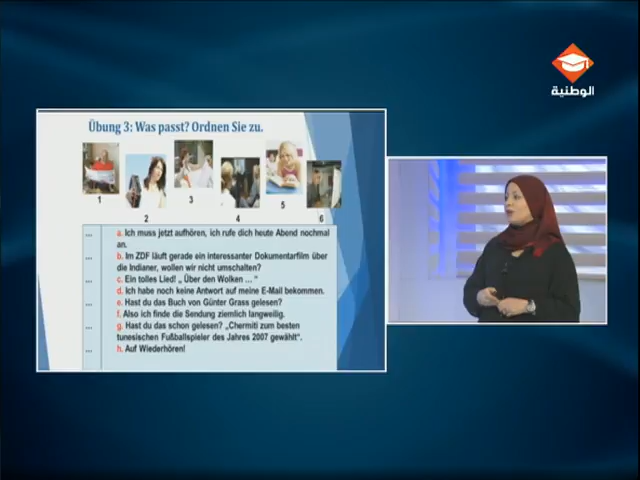 الوطنية
Übung 3: Was passt? Ordnen Sie zu.
1
3
5
2
4
6
... a. Ich muss jetzt aufhören, ich rufe dich heute Abend nochmal
an.
... b. Im ZDF läuft gerade ein interessanter Dokumentarfilm über
die Indianer, wollen wir nicht umschalten?
... c. Ein tolles Lied! „ Über den Wolken ... “
... d. Ich habe noch keine Antwort auf meine E-Mail bekommen.
... e. Hast du das Buch von Günter Grass gelesen?
... f. Also ich finde die Sendung ziemlich langweilig.
... g. Hast du das schon gelesen? „Chermiti zum besten
tunesischen Fußballspieler des Jahres 2007 gewählt“.
... h. Auf Wiederhören!